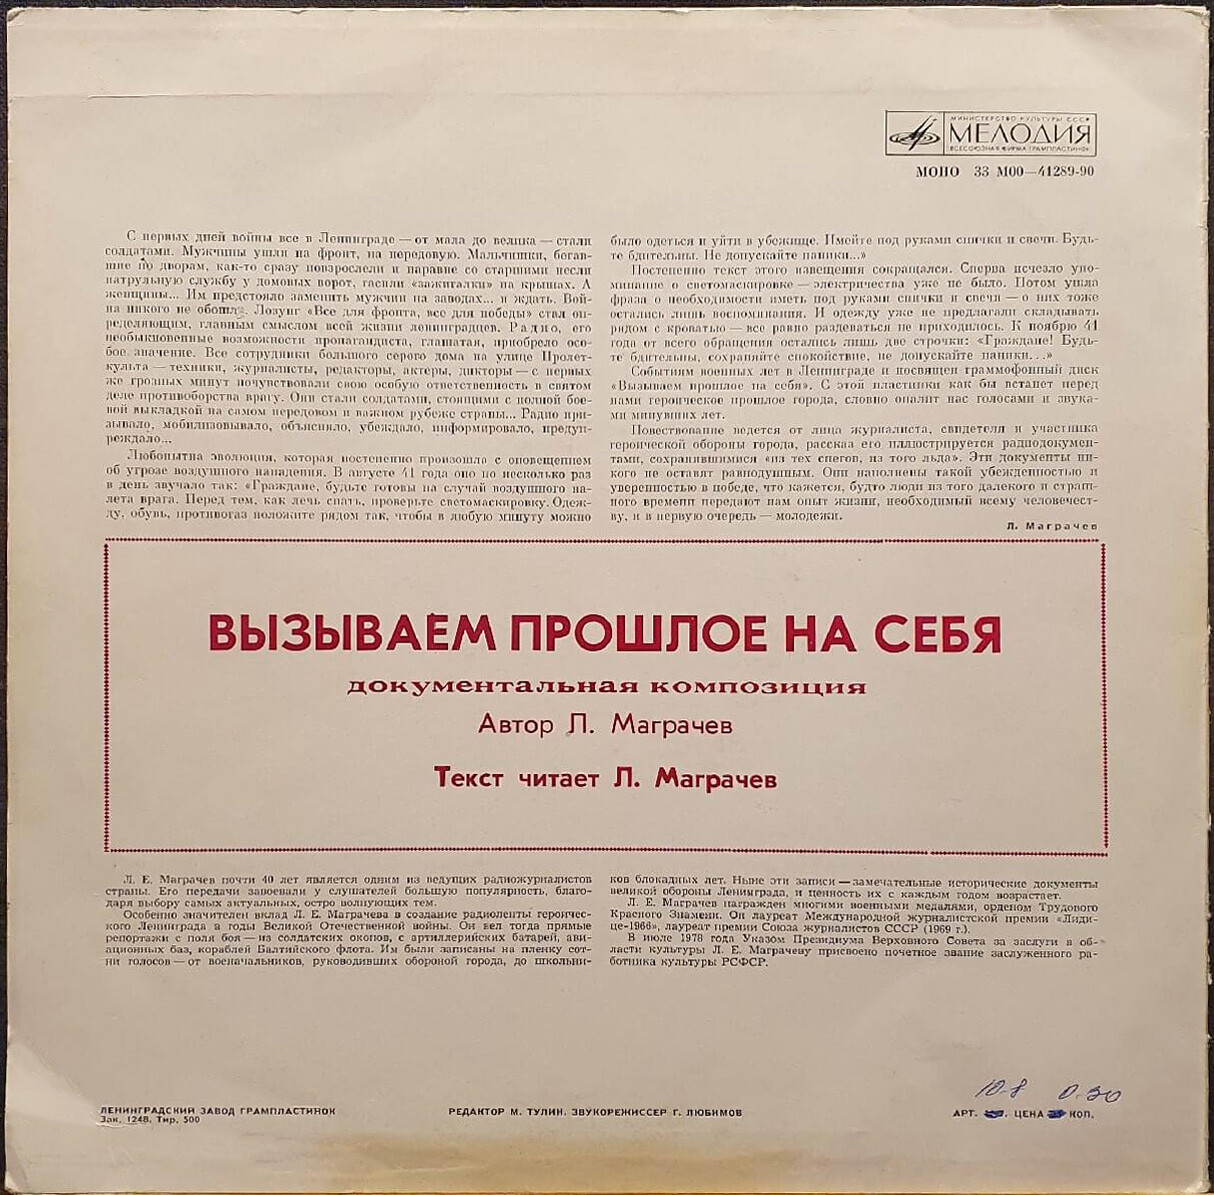 МИНИСТЕРСТВО КУЛЬТУРЫ СССР
МЕЛОДИЯ
ВСЕСОЮЗНАЯ ФИРМА ГРАМПЛАСТИНОК
МОНО 33 М00—41289-90
С первых дней войны все в Ленинграде — от мала до велика — стали
солдатами. Мужчины ушли на фронт, на передовую. Мальчишки, бегав-
шие по дворам, как-то сразу повзрослели и наравне со старшими несли
патрульную службу у домовых ворот, гасили «зажигалки» на крышах. А
женщины... Им предстояло заменить мужчин на заводах... и ждать. Вой-
на никого не обошла. Лозунг «Все для фронта, все для победы» стал оп-
ределяющим, главным смыслом всей жизни ленинградцев. Радио, его
необыкновенные возможности пропагандиста, глашатая, приобрело осо-
бое значение. Все сотрудники большого серого дома на улице Пролет-
культа — техники, журналисты, редакторы, актеры, дикторы — с первых
же грозных минут почувствовали свою особую ответственность в святом
деле противоборства врагу. Они стали солдатами, стоящими с полной бое-
вой выкладкой на самом передовом и важном рубеже страны... Радио при-
зывало, мобилизовывало, объясняло, убеждало, информировало, предуп-
реждало...
Любопытна эволюция, которая постепенно произошла с оповещением
об угрозе воздушного нападения. В августе 41 года оно по несколько раз
в день звучало так: «Граждане, будьте готовы на случай воздушного на-
лета врага. Перед тем, как лечь спать, проверьте светомаскировку. Одеж-
ду, обувь, противогаз положите рядом так, чтобы в любую минуту можно
было одеться и уйти в убежище. Имейте под руками спички и свечи. Будь-
те бдительны. Не допускайте паники...»
Постепенно текст этого извещения сокращался. Сперва исчезло упо-
минание о светомаскировке — электричества уже не было. Потом ушла
фраза о необходимости иметь под руками спички и свечи — о них тоже
остались лишь воспоминания. И одежду уже не предлагали складывать
рядом с кроватью — все равно раздеваться не приходилось. К ноябрю 41
года от всего обращения остались лишь две строчки: «Граждане! Будь-
те бдительны, сохраняйте спокойствие, не допускайте паники...»
Событиям военных лет в Ленинграде и посвящен граммофонный диск
«Вызываем прошлое на себя». С этой пластинки как бы встанет перед
нами героическое прошлое города, словно опалит нас голосами и звука-
ми минувших лет.
Повествование ведется от лица журналиста, свидетеля и участника
героической обороны города, рассказ его иллюстрируется радиодокумен-
тами, сохранившимися «из тех снегов, из того льда». Эти документы ни-
кого не оставят равнодушным. Они наполнены такой убежденностью и
уверенностью в победе, что кажется, будто люди из того далекого и страш-
ного времени передают нам опыт жизни, необходимый всему человечест-
ву, и в первую очередь — молодежи.
Л. Маграчев
ВЫЗЫВАЕМ ПРОШЛОЕ НА СЕБЯ
документальная композиция
Автор Л. Маграчев
Текст читает Л. Маграчев
Л. Е. Маграчев почти 40 лет является одним из ведущих радиожурналистов
страны. Его передачи завоевали у слушателей большую популярность, благо-
даря выбору самых актуальных, остро волнующих тем.
Особенно значителен вклад Л. Е. Маграчева в создание радиоленты героичес-
кого Ленинграда в годы Великой Отечественной войны. Он вел тогда прямые
репортажи с поля боя — из солдатских окопов, с артиллерийских батарей, ави-
ационных баз, кораблей Балтийского флота. Им были записаны на пленку сот-
ни голосов — от военачальников, руководивших обороной города, до школьни-
ков блокадных лет. Ныне эти записи — замечательные исторические документы
великой обороны Ленинграда, и ценность их с каждым годом возрастает.
Л. Е. Маграчев награжден многими военными медалями, орденом Трудового
Красного Знамени. Он лауреат Международной журналистской премии «Лиди-
це-1966», лауреат премии Союза журналистов СССР (1969 г.).
В июле 1978 года Указом Президиума Верховного Совета за заслуги в об-
ласти культуры Л. Е. Маграчеву присвоено почетное звание заслуженного ра-
ботника культуры РСФСР.
10-8 0.90
ЛЕНИНГРАДСКИЙ ЗАВОД ГРАМПЛАСТИНОК
Зак. 1248. Тир. 500
РЕДАКТОР М. ТУЛИН. ЗВУКОРЕЖИССЕР Г. ЛЮБИМОВ
АРТ. ЦЕНА КОП.